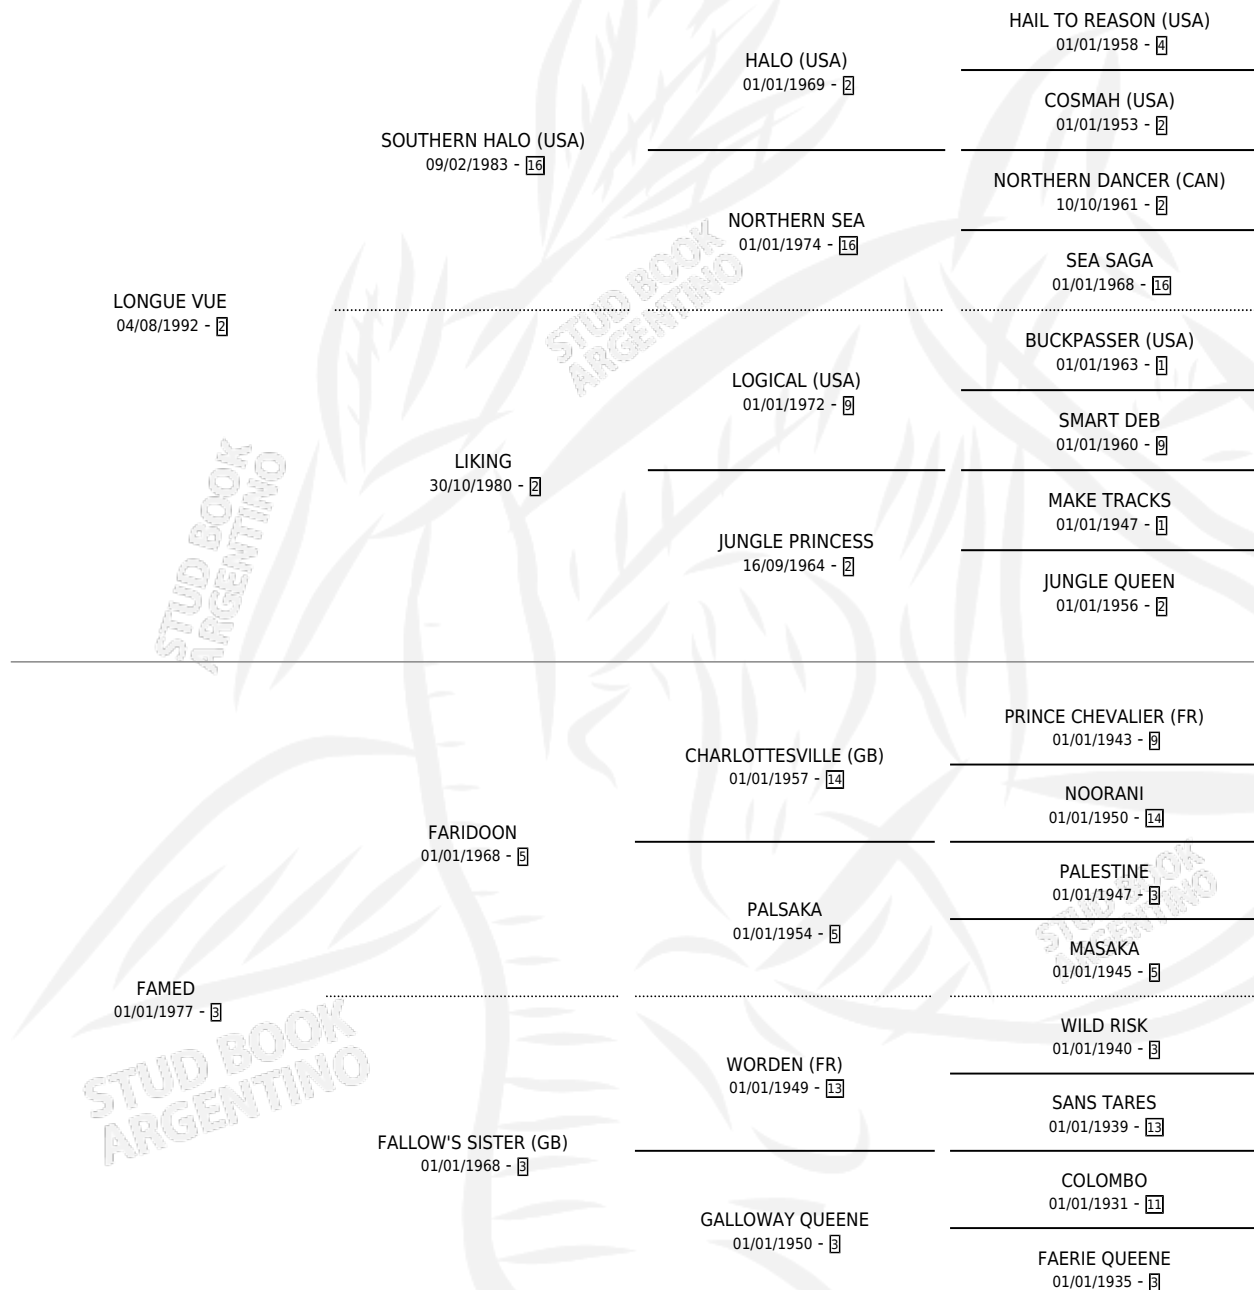 LONGUE VUE
04/08/1992 - 2
SOUTHERN HALO (USA)
09/02/1983 - 16
HALO (USA)
01/01/1969 - 2
HAIL TO REASON (USA)
01/01/1958 - 4
COSMAH (USA)
01/01/1953 - 2
NORTHERN SEA
01/01/1974 - 16
NORTHERN DANCER (CAN)
10/10/1961 - 2
SEA SAGA
01/01/1968 - 16
LIKING
30/10/1980 - 2
LOGICAL (USA)
01/01/1972 - 9
BUCKPASSER (USA)
01/01/1963 - 1
SMART DEB
01/01/1960 - 9
JUNGLE PRINCESS
16/09/1964 - 2
MAKE TRACKS
01/01/1947 - 1
JUNGLE QUEEN
01/01/1956 - 2
FAMED
01/01/1977 - 3
FARIDOON
01/01/1968 - 5
CHARLOTTESVILLE (GB)
01/01/1957 - 14
PRINCE CHEVALIER (FR)
01/01/1943 - 9
NOORANI
01/01/1950 - 14
PALSAKA
01/01/1954 - 5
PALESTINE
01/01/1947 - 3
MASAKA
01/01/1945 - 5
FALLOW'S SISTER (GB)
01/01/1968 - 3
WORDEN (FR)
01/01/1949 - 13
WILD RISK
01/01/1940 - 3
SANS TARES
01/01/1939 - 13
GALLOWAY QUEENE
01/01/1950 - 3
COLOMBO
01/01/1931 - 11
FAERIE QUEENE
01/01/1935 - 3
STUD BOOK
ARGENTINO
STUD BOOK
ARGENTINO
STUD BOOK
ARGENTINO
STUD BOOK
ARGENTINO